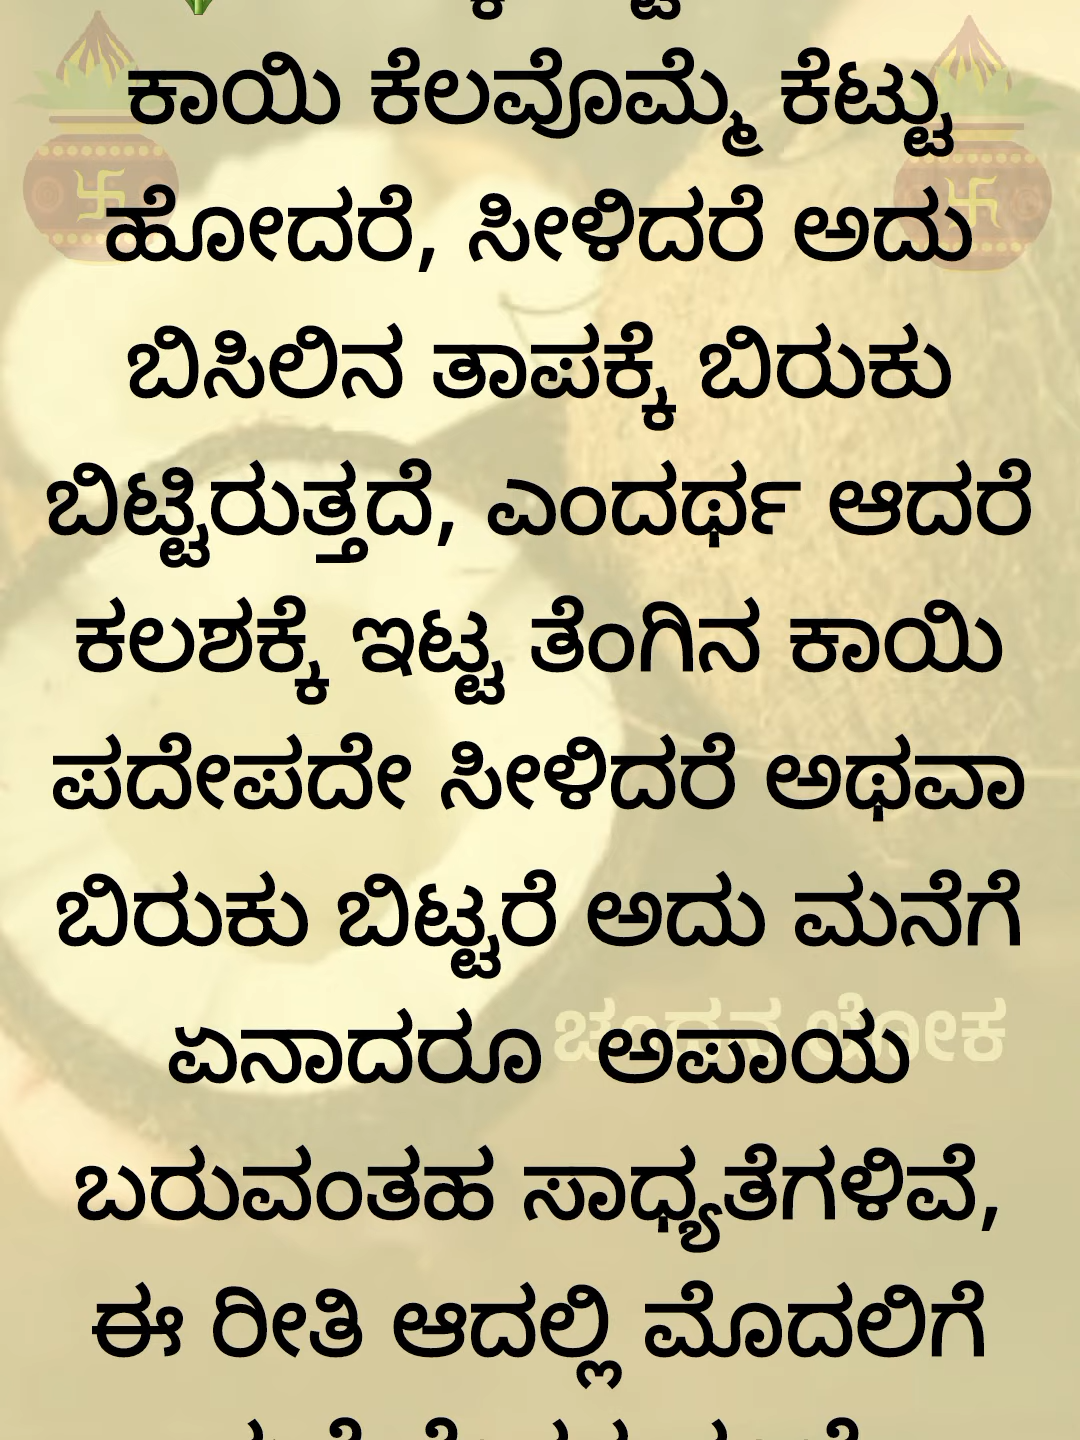 ಕಾಯಿ ಕೆಲವೊಮ್ಮೆ ಕೆಟ್ಟು
ಹೋದರೆ, ಸೀಳಿದರೆ ಅದು
ಬಿಸಿಲಿನ ತಾಪಕ್ಕೆ ಬಿರುಕು
ಬಿಟ್ಟಿರುತ್ತದೆ, ಎಂದರ್ಥ ಆದರೆ
ಕಲಶಕ್ಕೆ ಇಟ್ಟ ತೆಂಗಿನ ಕಾಯಿ
ಪದೇಪದೇ ಸೀಳಿದರೆ ಅಥವಾ
ಬಿರುಕು ಬಿಟ್ಟರೆ ಅದು ಮನೆಗೆ
ಏನಾದರೂ ಅಪಾಯ
ಬರುವಂತಹ ಸಾಧ್ಯತೆಗಳಿವೆ,
ಈ ರೀತಿ ಆದಲ್ಲಿ ಮೊದಲಿಗೆ